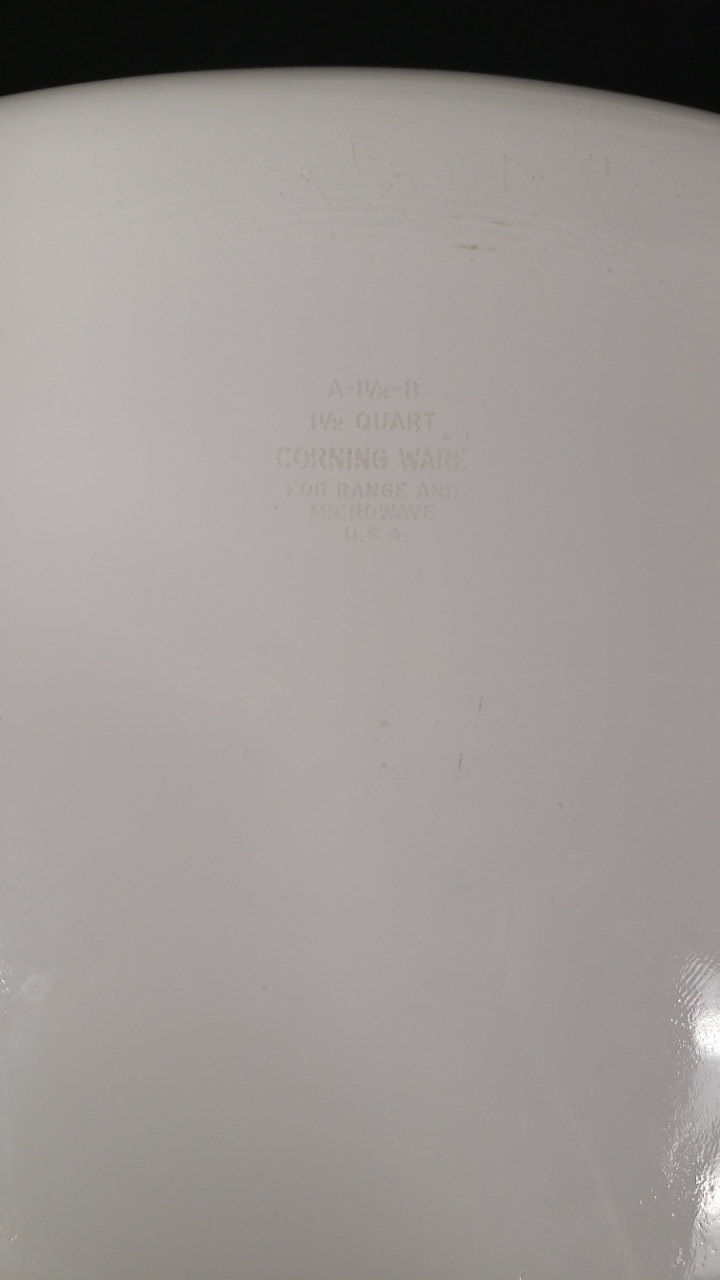 A-1½-B
1½ QUART
CORNING WARE
FOR RANGE AND
MICROWAVE
U.S.A.